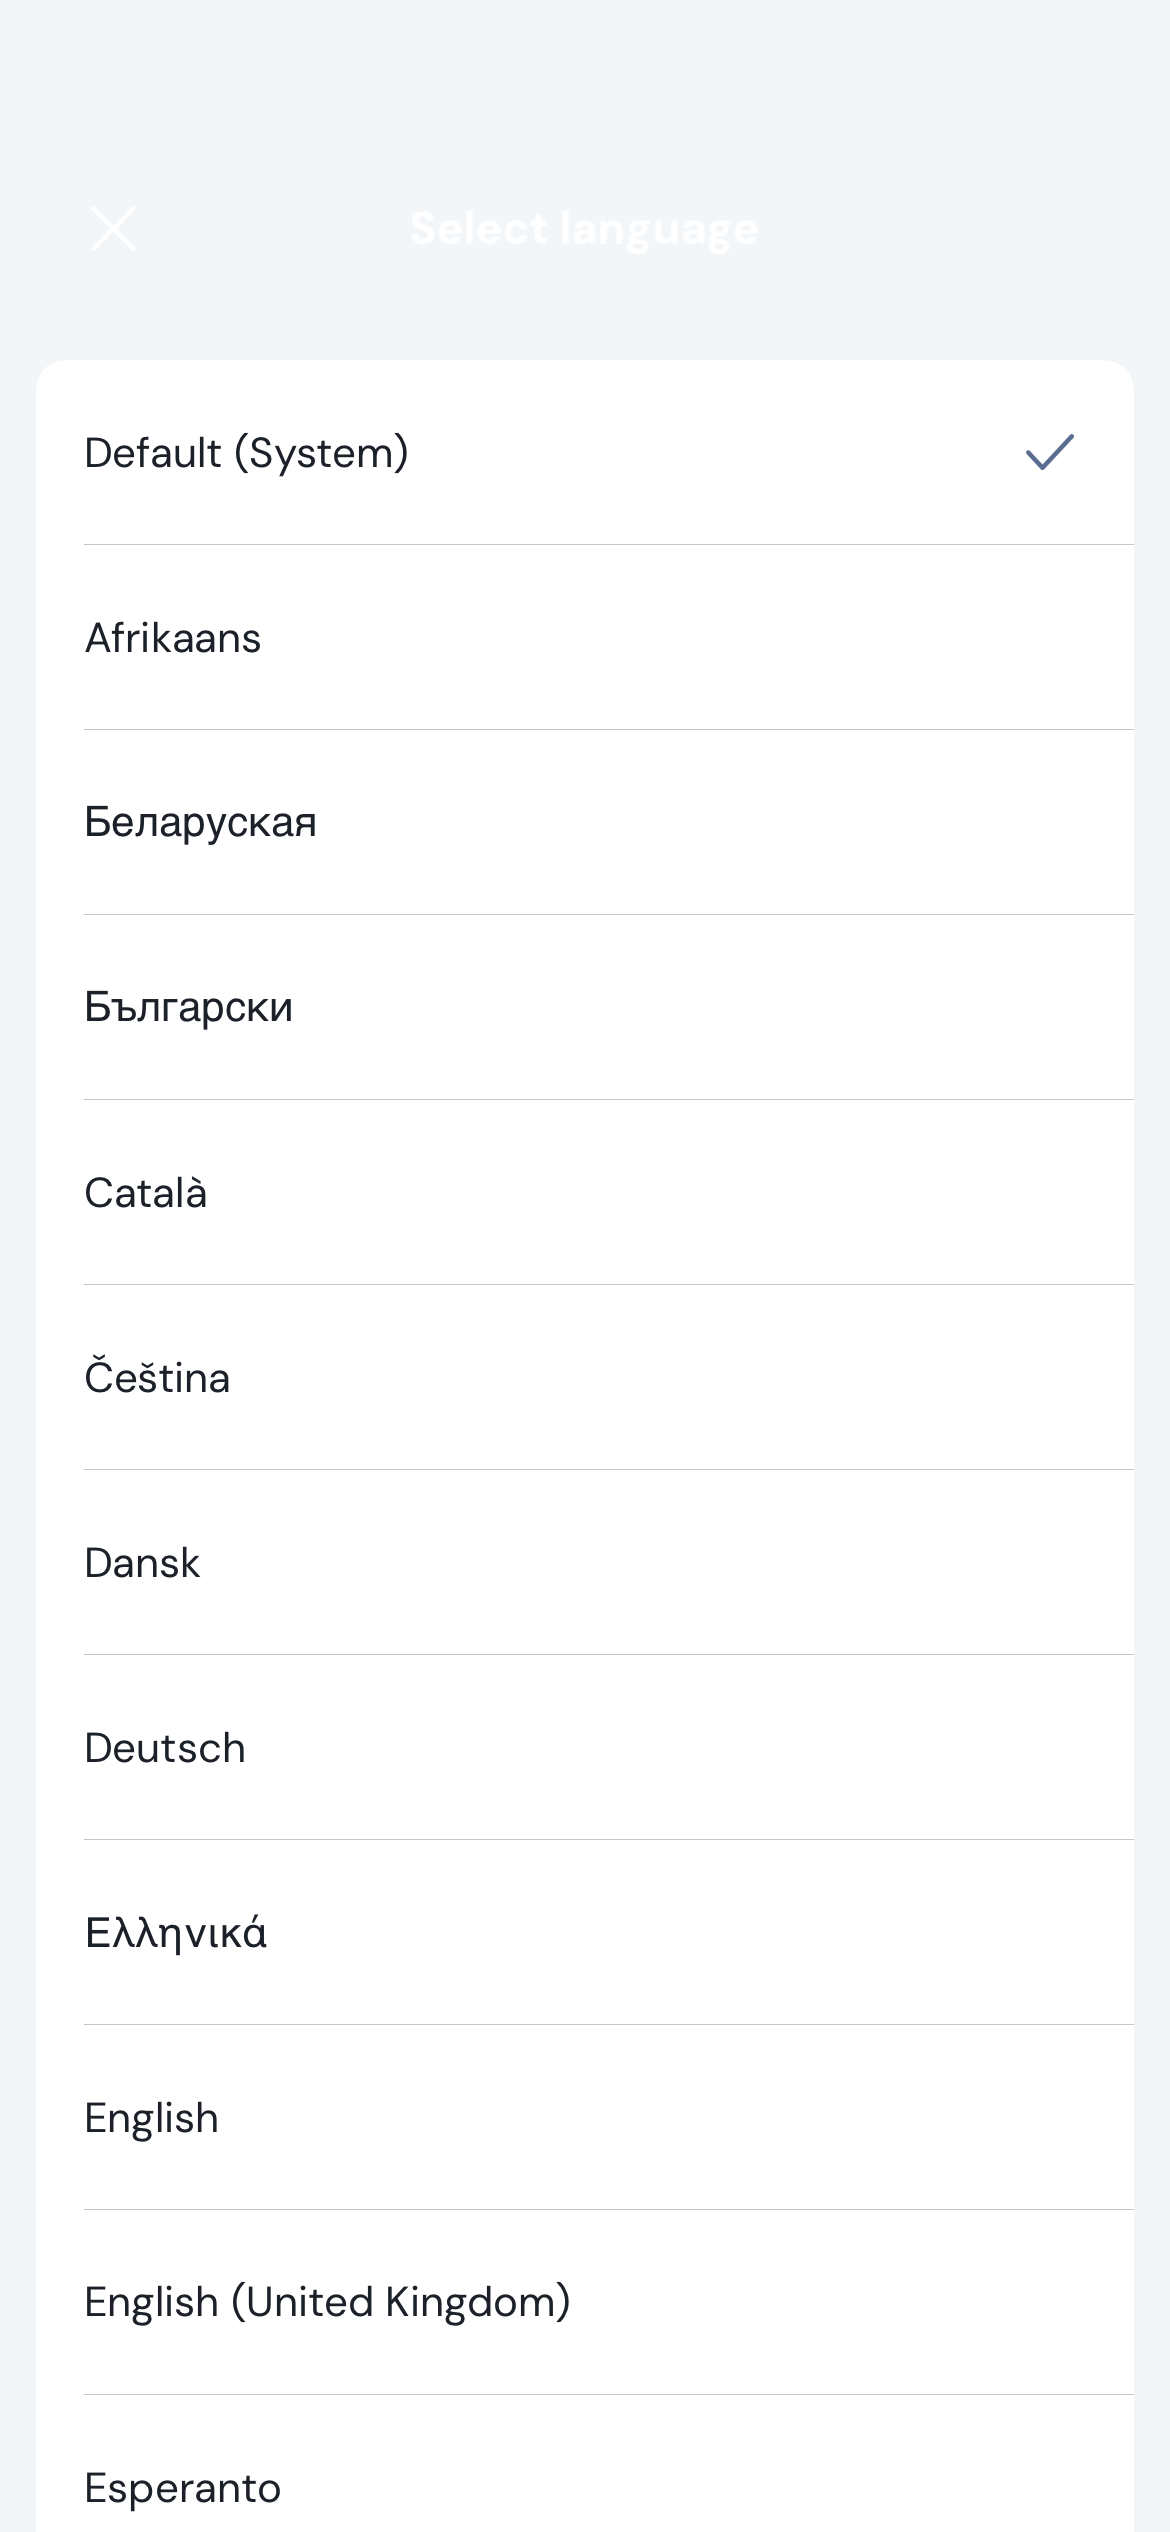 Select language
Default (System)
Afrikaans
Беларуская
Български
Català
Čeština
Dansk
Deutsch
Ελληνικά
English
English (United Kingdom)
Esperanto